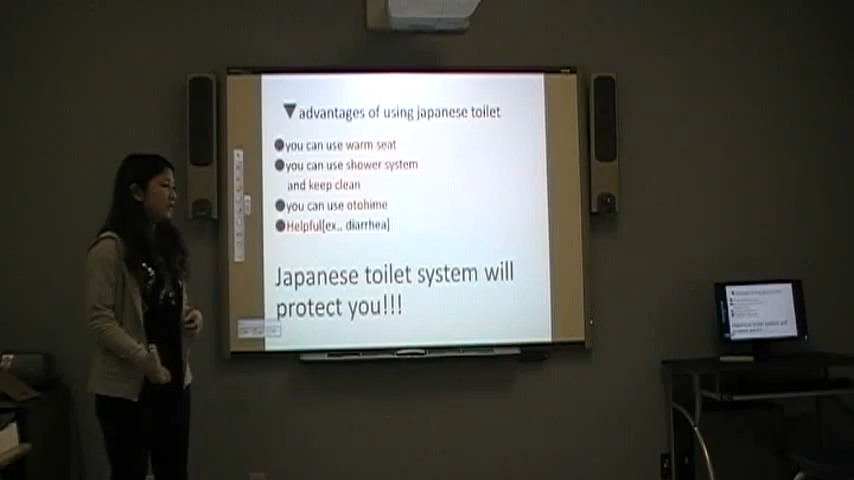 ▼advantages of using japanese toilet
●you can use warm seat
●you can use shower system
and keep clean
●you can use otohime
●Helpful[ex.. diarrhea]
Japanese toilet system will
protect you!!!